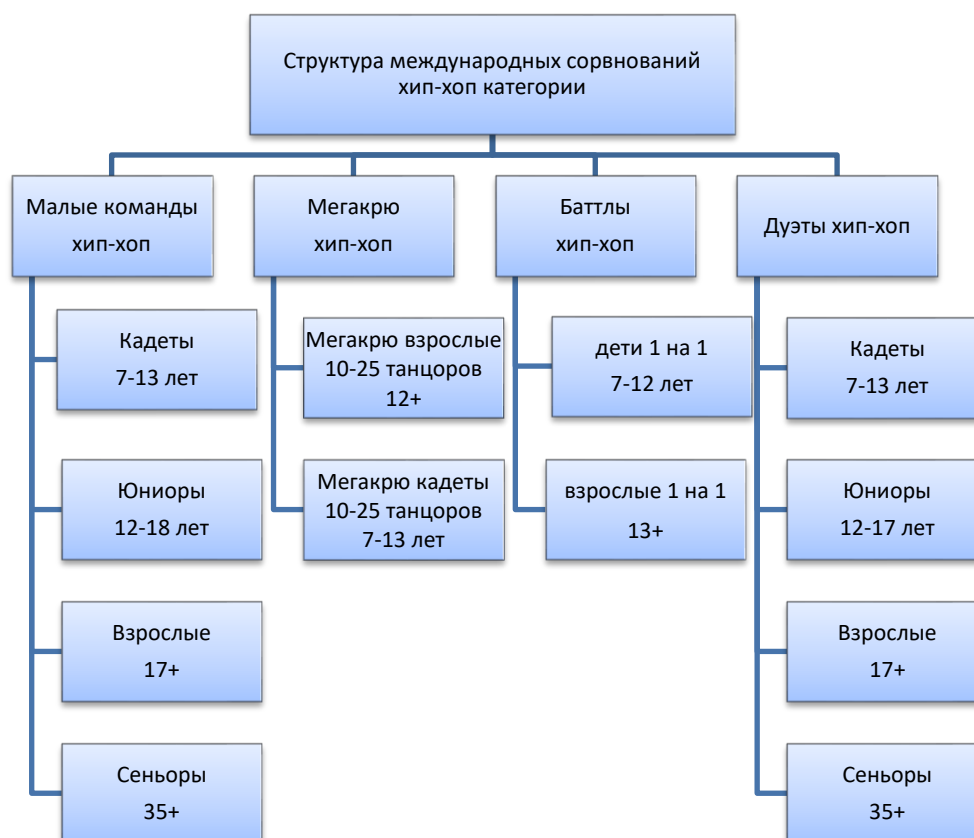 Структура международных сорвнований
хип-хоп категории
Малые команды
хип-хоп
Мегакрю
хип-хоп
Баттлы
хип-хоп
Дуэты хип-хоп
Кадеты
7-13 лет
Мегакрю взрослые
10-25 танцоров
12+
дети 1 на 1
7-12 лет
Кадеты
7-13 лет
Юниоры
12-18 лет
Мегакрю кадеты
10-25 танцоров
7-13 лет
взрослые 1 на 1
13+
Юниоры
12-17 лет
Взрослые
17+
Взрослые
17+
Сеньоры
35+
Сеньоры
35+